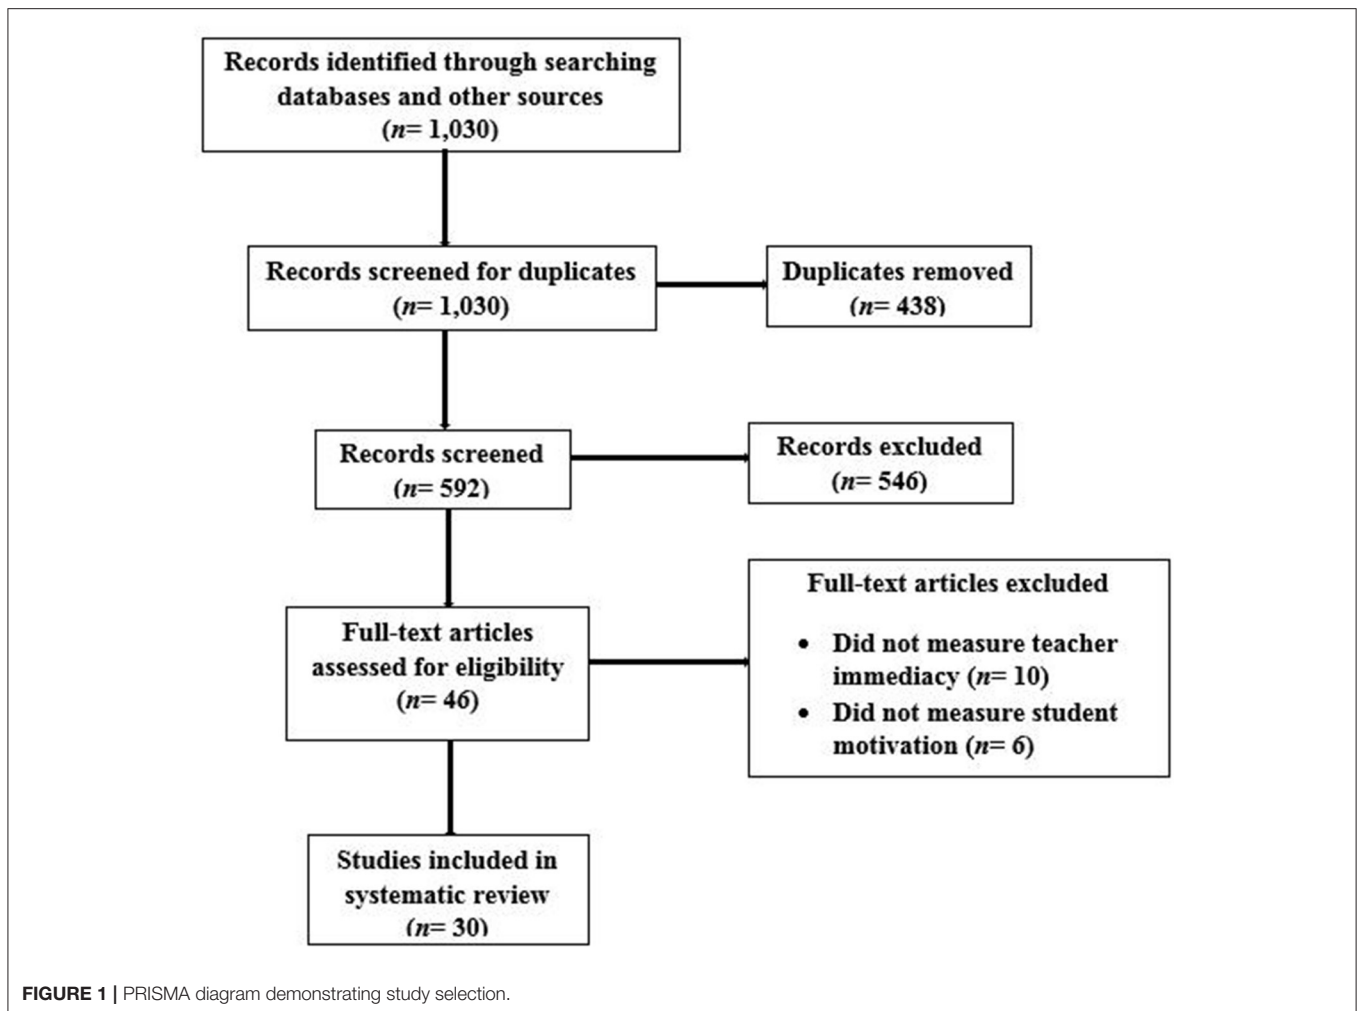 Records identified through searching
databases and other sources
(n= 1,030)
Records screened for duplicates
(n= 1,030)
Duplicates removed
(n= 438)
Records screened
(n= 592)
Records excluded
(n= 546)
Full-text articles
assessed for eligibility
(n= 46)
Full-text articles excluded
• Did not measure teacher
immediacy (n= 10)
• Did not measure student
motivation (n= 6)
Studies included in
systematic review
(n= 30)
FIGURE 1 | PRISMA diagram demonstrating study selection.